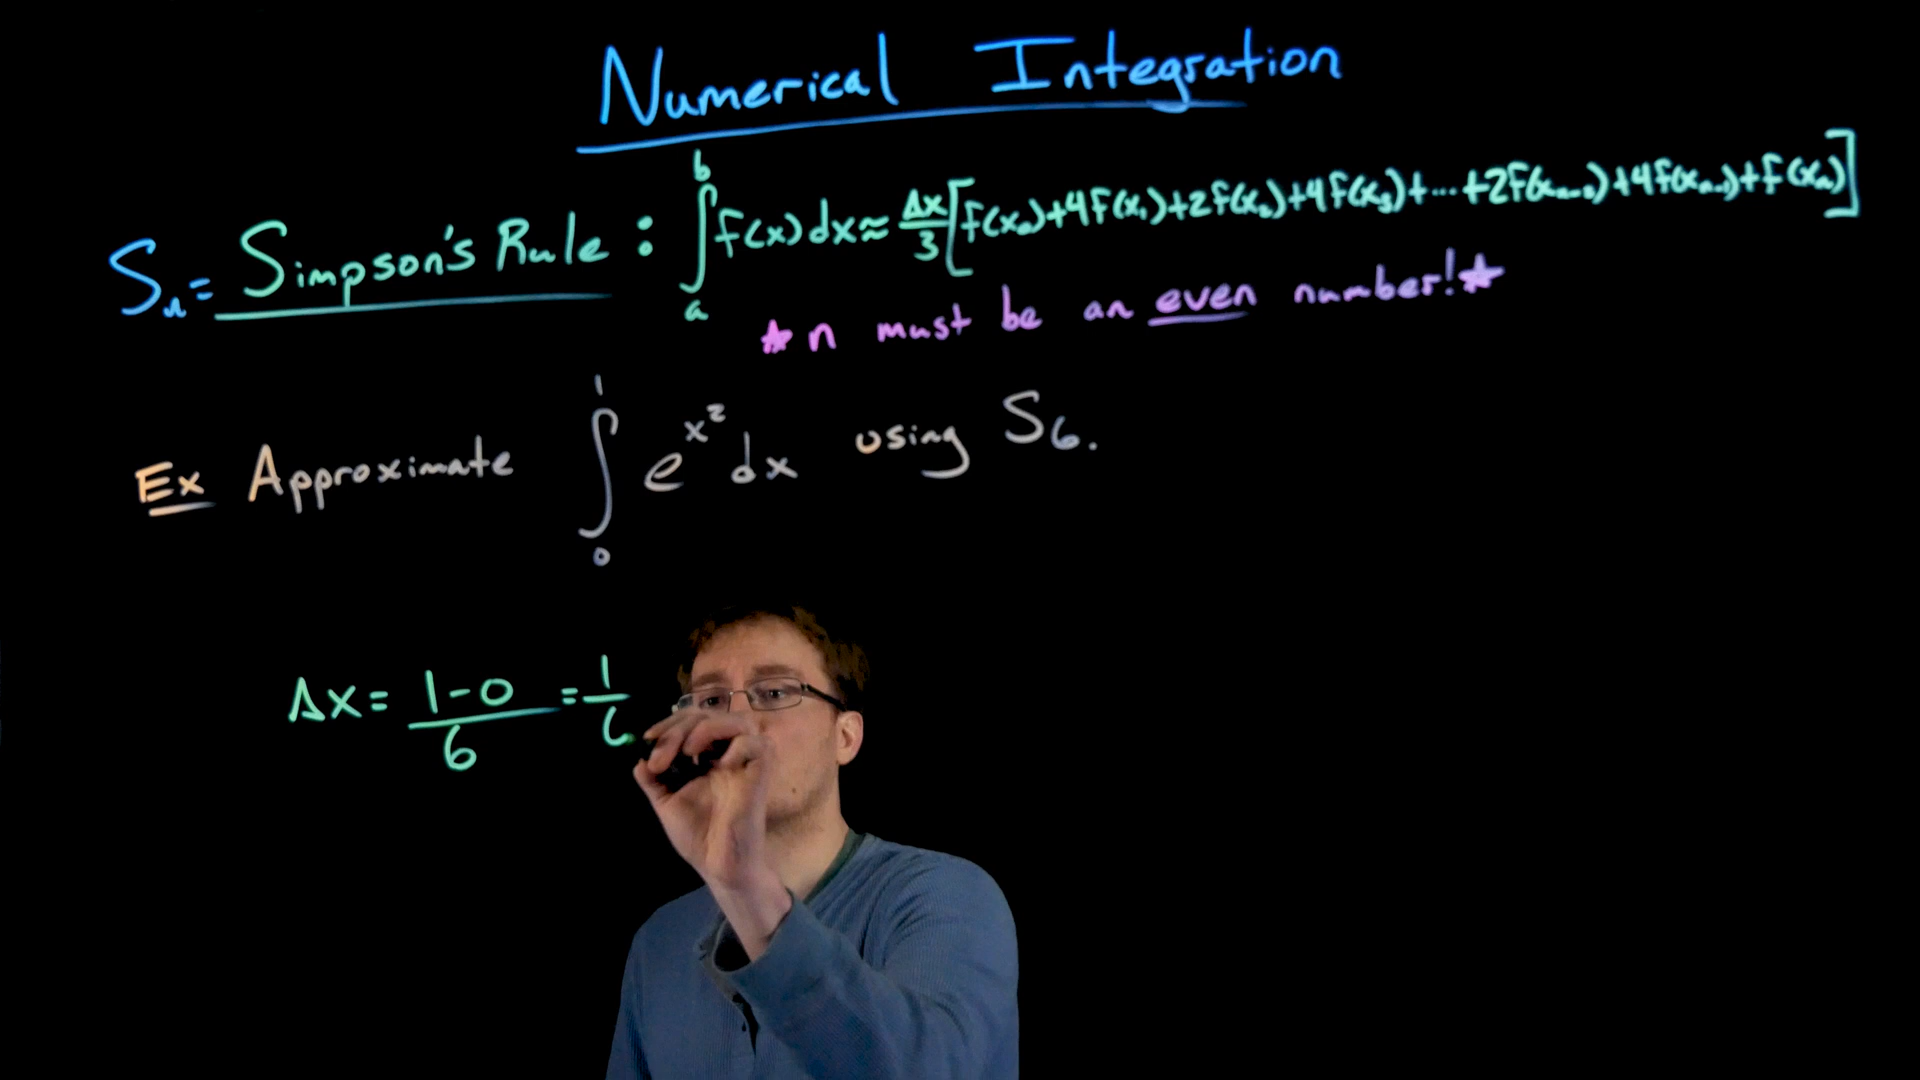 Numerical Integration
Sₙ = Simpson's Rule : ∫ₐᵇ f(x) dx ≈ Δx/3 [f(x₀)+4f(x₁)+2f(x₂)+4f(x₃)+...+2f(xₙ₋₂)+4f(xₙ₋₁)+f(xₙ)]
★ n must be an even number! ★
Ex Approximate ∫₀¹ e^x² dx using S₆.
Δx = (1-0)/6 = 1/6